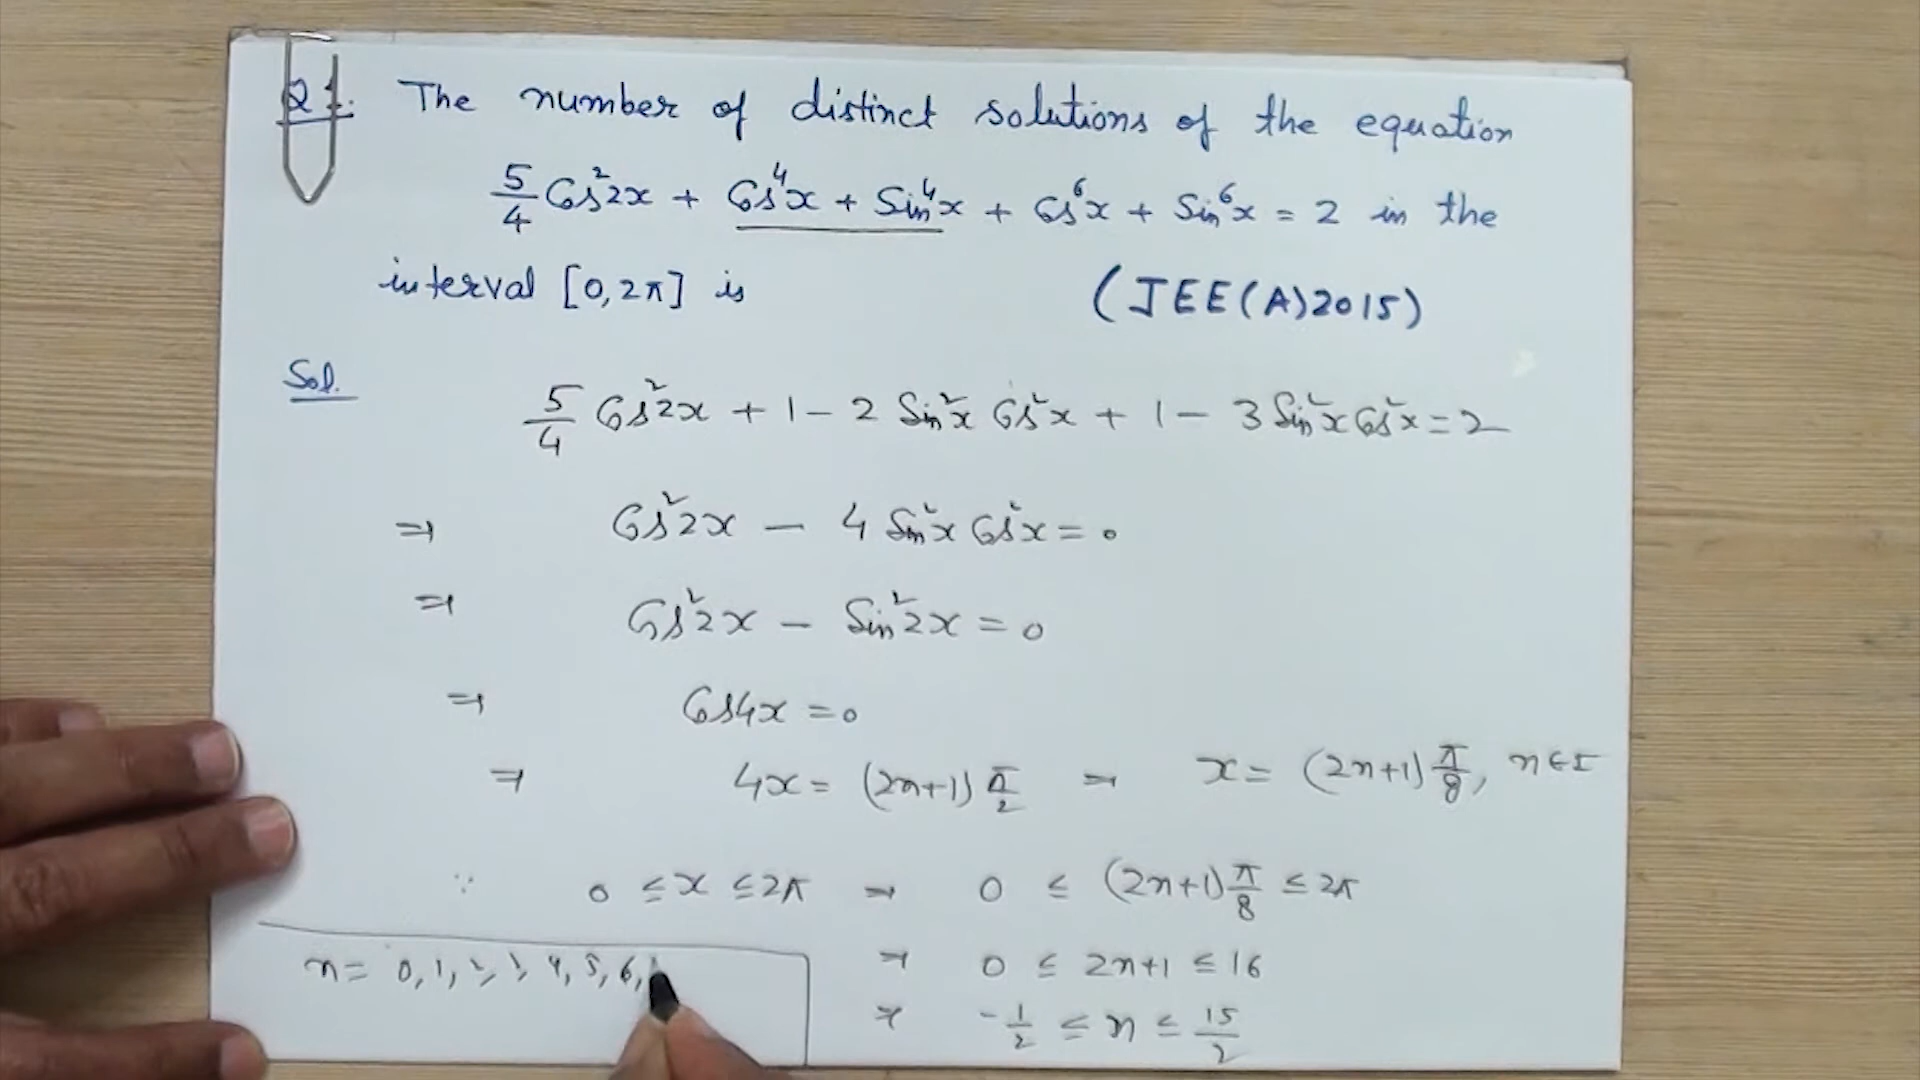 Q 1. The number of distinct solutions of the equation
5/4 Cos²2x + Cos⁴x + Sin⁴x + Cos⁶x + Sin⁶x = 2 in the
interval [0, 2π] is (JEE(A)2015)
Sol.
5/4 Cos²2x + 1 - 2 Sin²x Cos²x + 1 - 3 Sin²x Cos²x = 2
⇒ Cos²2x - 4 Sin²x Cos²x = 0
⇒ Cos²2x - Sin²2x = 0
⇒ Cos4x = 0
⇒ 4x = (2n+1) π/2 ⇒ x = (2n+1) π/8, n ∈ I
∵ 0 ≤ x ≤ 2π ⇒ 0 ≤ (2n+1) π/8 ≤ 2π
⇒ 0 ≤ 2n+1 ≤ 16
n = 0, 1, 2, 3, 4, 5, 6,
⇒ -1/2 ≤ n ≤ 15/2